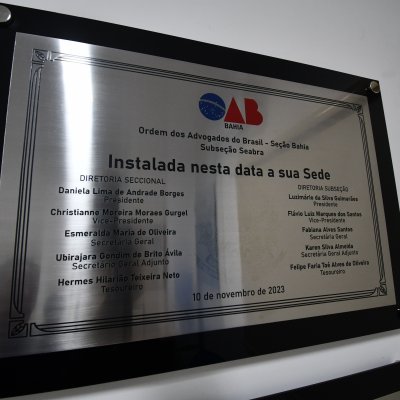 OAB
BAHIA
Ordem dos Advogados do Brasil - Seção Bahia
Subseção Seabra
Instalada nesta data a sua Sede
DIRETORIA SECCIONAL
Daniela Lima de Andrade Borges
Presidente
Christianne Moreira Moraes Gurgel
Vice-Presidente
Esmeralda Maria de Oliveira
Secretária Geral
Ubirajara Gondim de Brito Ávila
Secretário Geral Adjunto
Hermes Hilarião Teixeira Neto
Tesoureiro
DIRETORIA SUBSEÇÃO
Luzimário da Silva Guimarães
Presidente
Flávio Luiz Marques dos Santos
Vice-Presidente
Fabiana Alves Santos
Secretária Geral
Karen Silva Almeida
Secretária Geral Adjunta
Felipe Faria Toé Alves de Oliveira
Tesoureiro
10 de novembro de 2023